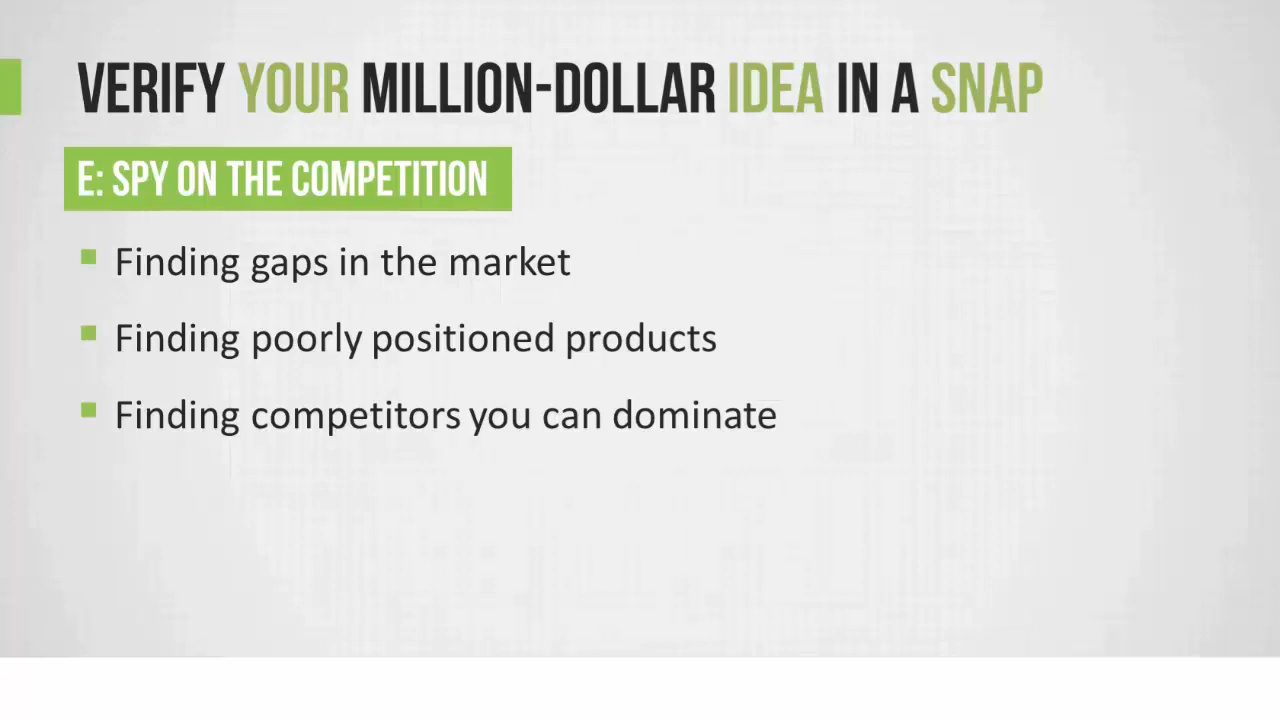 VERIFY YOUR MILLION-DOLLAR IDEA IN A SNAP
E: SPY ON THE COMPETITION
Finding gaps in the market
Finding poorly positioned products
Finding competitors you can dominate